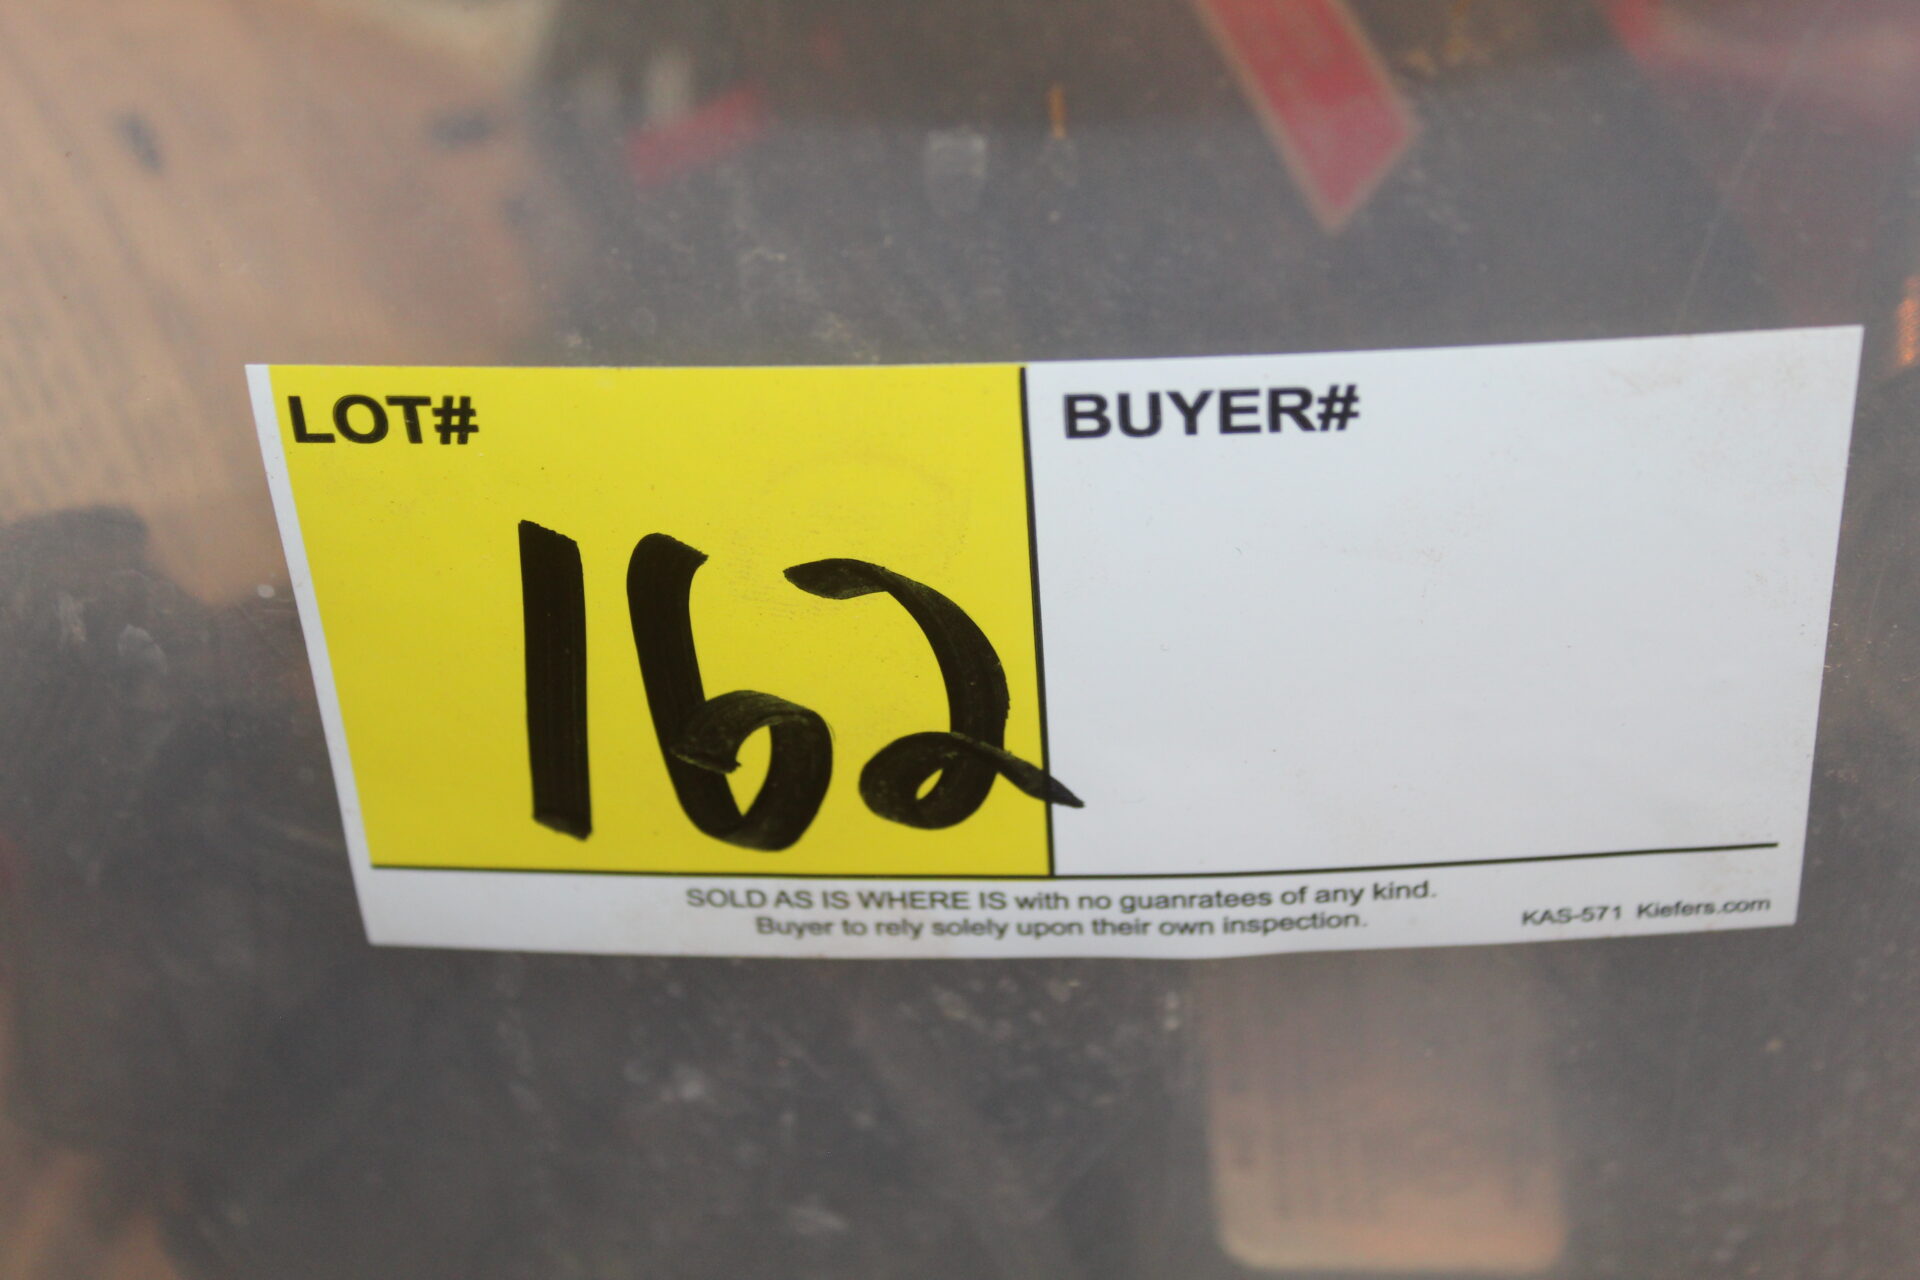 LOT#
BUYER#
162
SOLD AS IS WHERE IS with no guanratees of any kind.
Buyer to rely solely upon their own inspection.
KAS-571 Kiefers.com